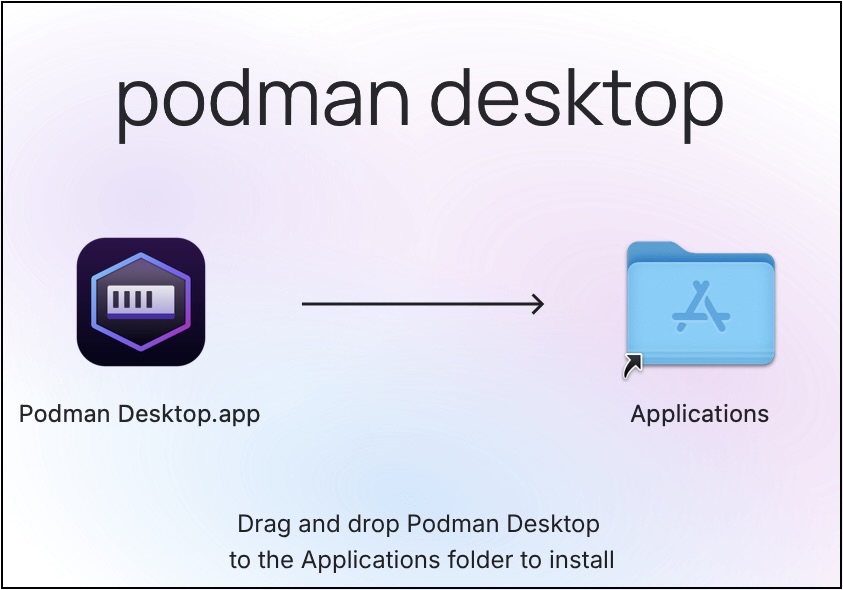 podman desktop
Podman Desktop.app
Applications
Drag and drop Podman Desktop
to the Applications folder to install